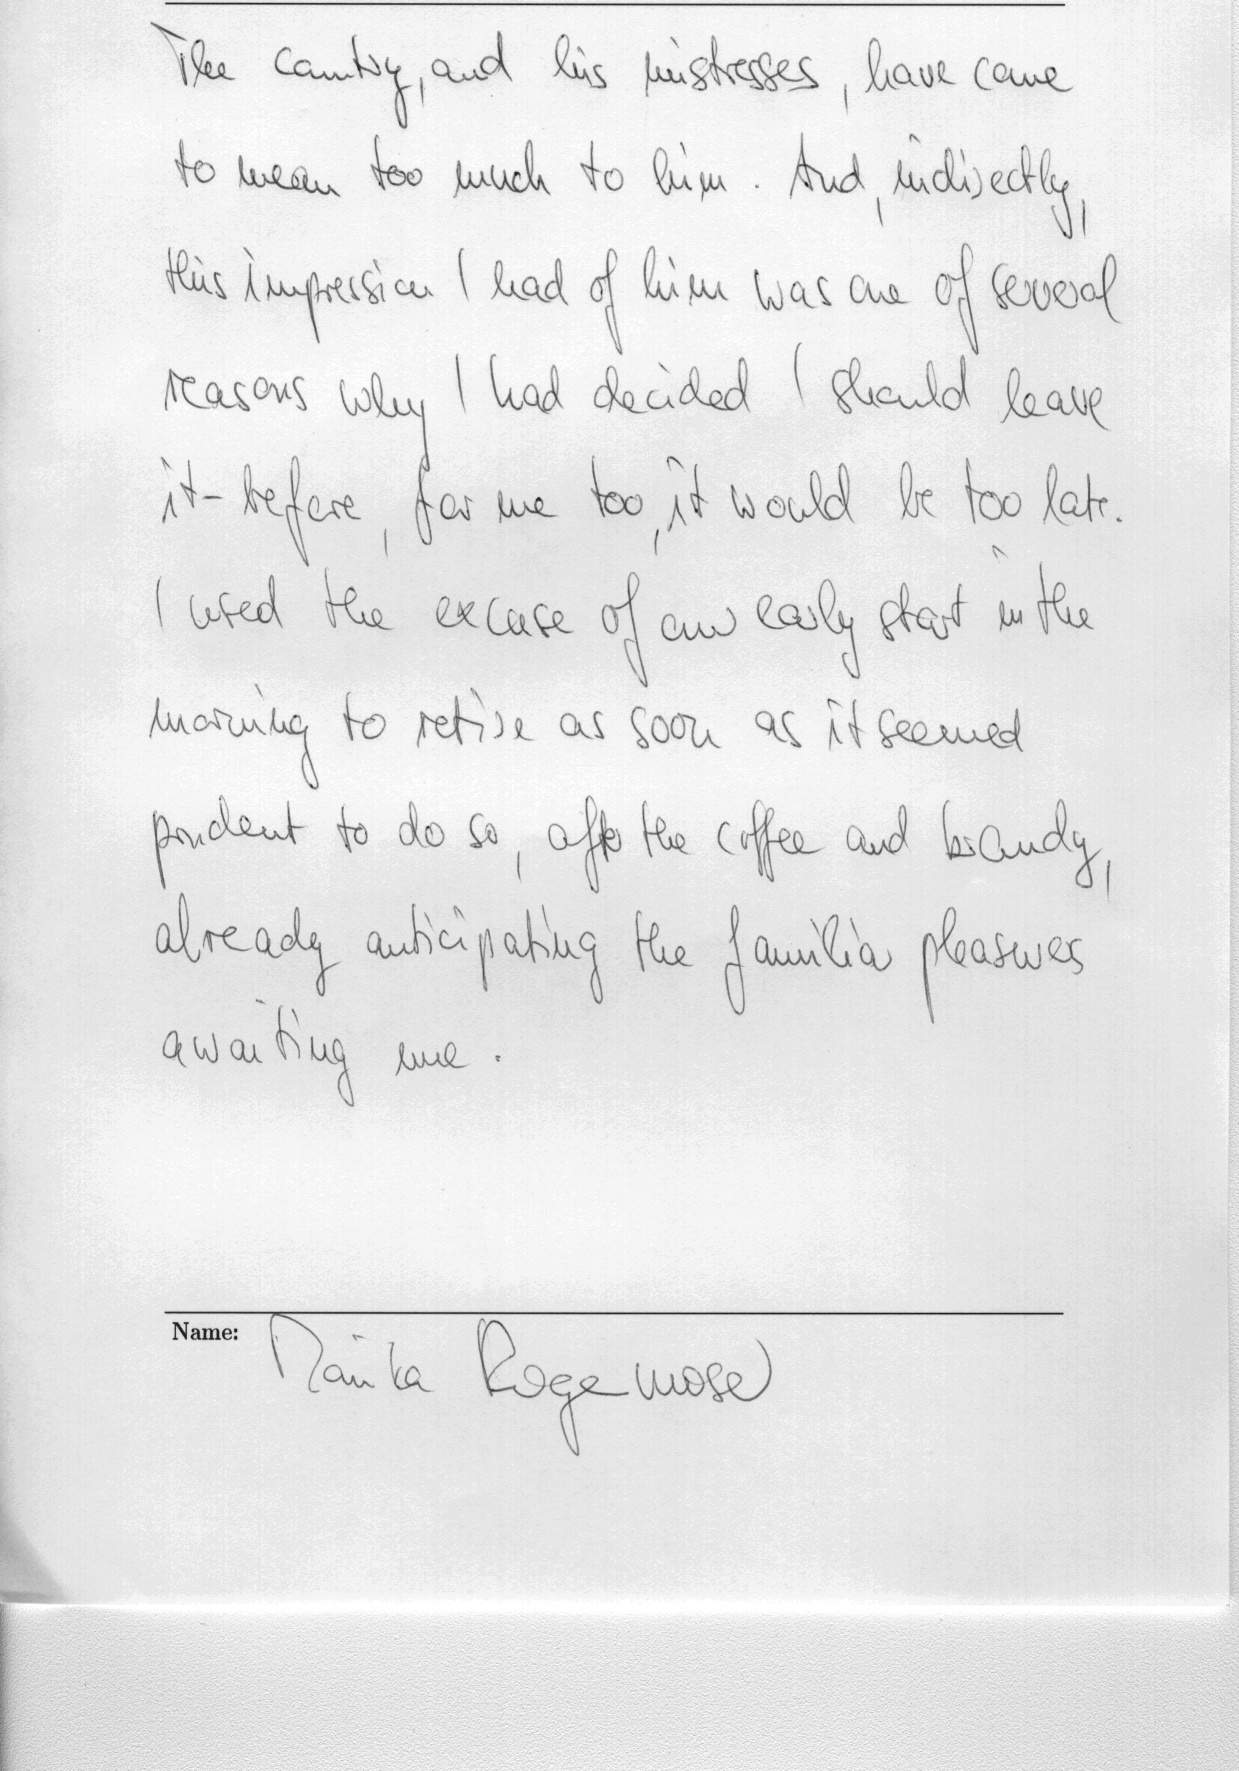 The country, and his mistresses, have come
to mean too much to him. And, indirectly,
this impression I had of him was one of several
reasons why I had decided I should leave
it - before, for me too, it would be too late.
I used the excuse of an early start in the
morning to retire as soon as it seemed
prudent to do so, after the coffee and brandy,
already anticipating the familiar pleasures
awaiting me.
Name: